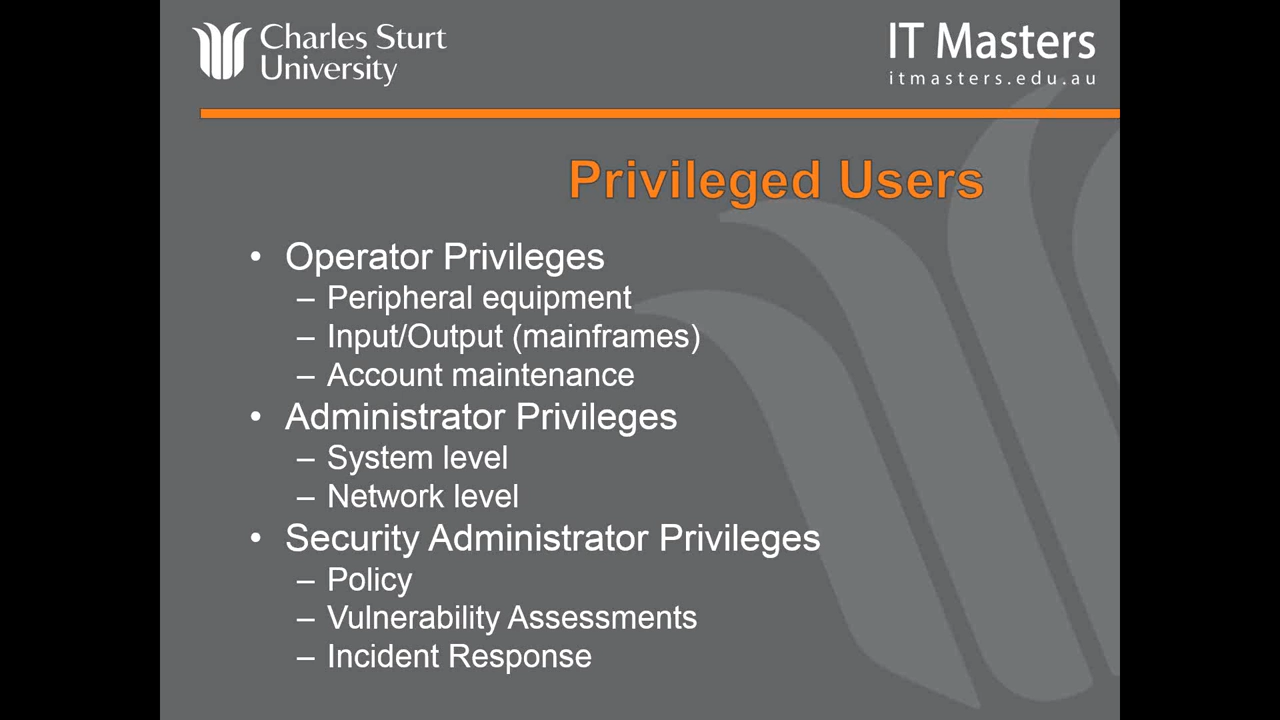 Charles Sturt
University
IT Masters
itmasters.edu.au
Privileged Users
• Operator Privileges
– Peripheral equipment
– Input/Output (mainframes)
– Account maintenance
• Administrator Privileges
– System level
– Network level
• Security Administrator Privileges
– Policy
– Vulnerability Assessments
– Incident Response